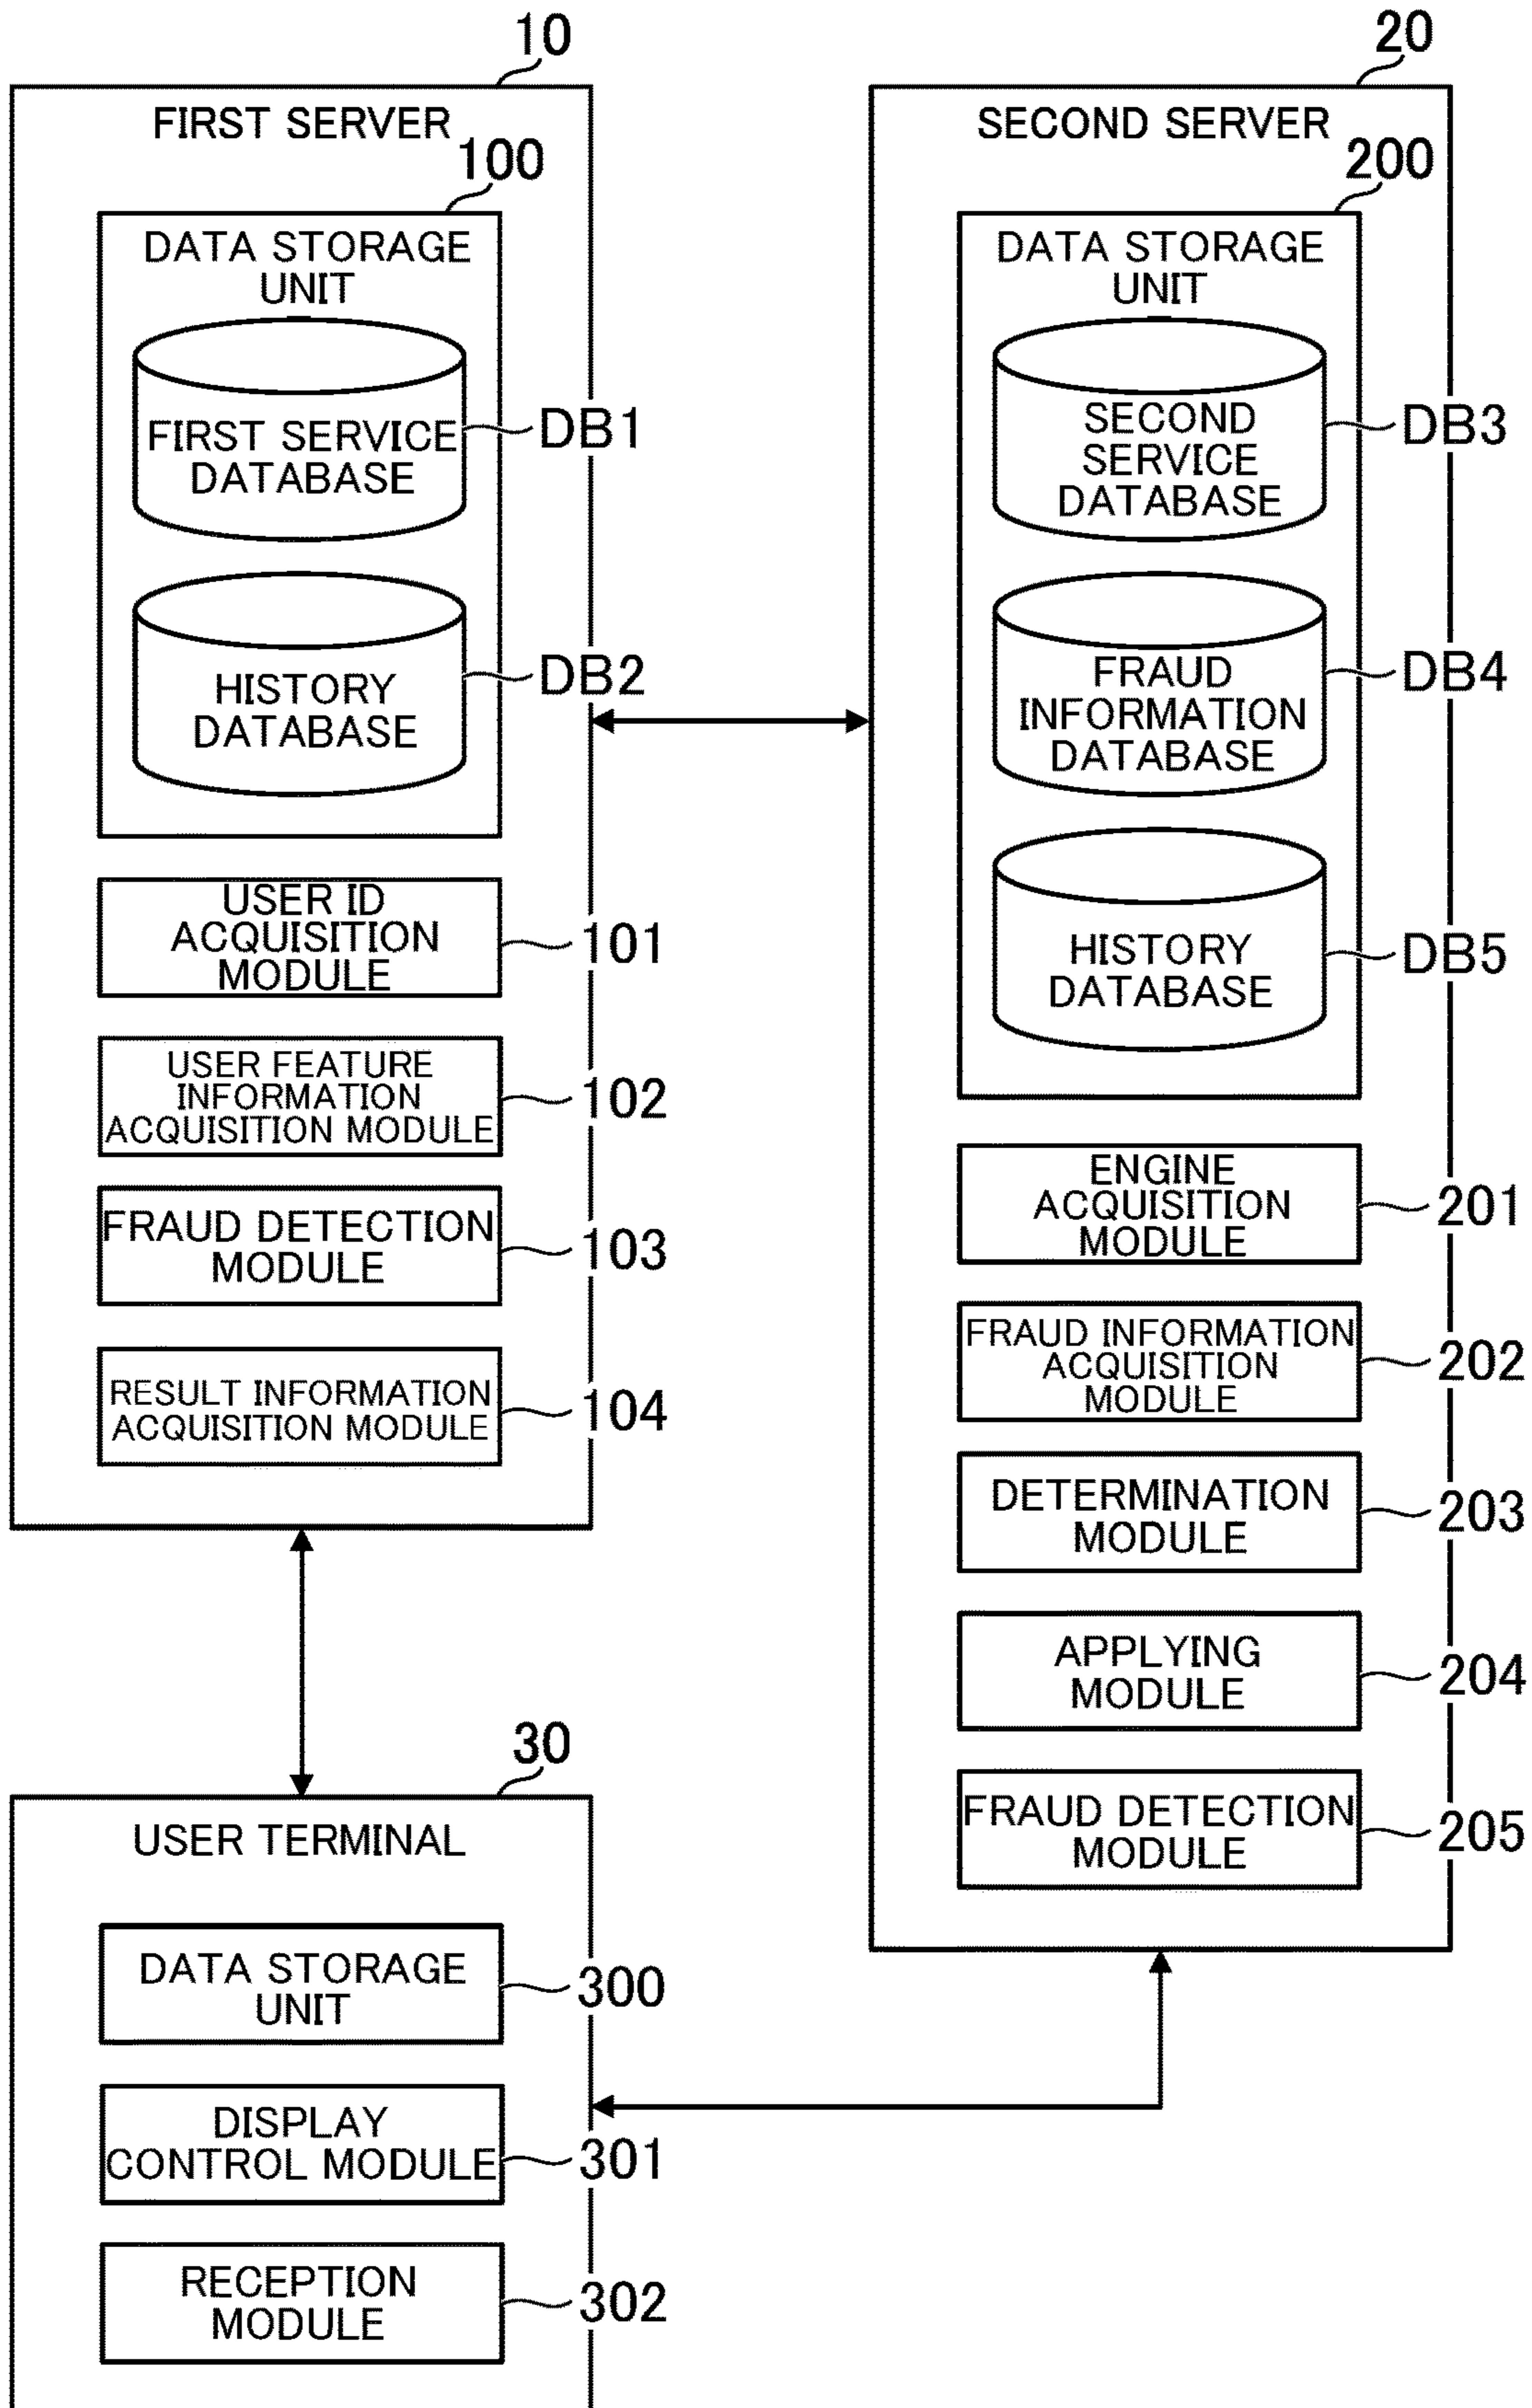 10
FIRST SERVER
100
DATA STORAGE
UNIT
FIRST SERVICE
DATABASE
DB1
HISTORY
DATABASE
DB2
USER ID
ACQUISITION
MODULE
101
USER FEATURE
INFORMATION
ACQUISITION MODULE
102
FRAUD DETECTION
MODULE
103
RESULT INFORMATION
ACQUISITION MODULE
104
20
SECOND SERVER
200
DATA STORAGE
UNIT
SECOND
SERVICE
DATABASE
DB3
FRAUD
INFORMATION
DATABASE
DB4
HISTORY
DATABASE
DB5
ENGINE
ACQUISITION
MODULE
201
FRAUD INFORMATION
ACQUISITION
MODULE
202
DETERMINATION
MODULE
203
APPLYING
MODULE
204
FRAUD DETECTION
MODULE
205
30
USER TERMINAL
DATA STORAGE
UNIT
300
DISPLAY
CONTROL MODULE
301
RECEPTION
MODULE
302